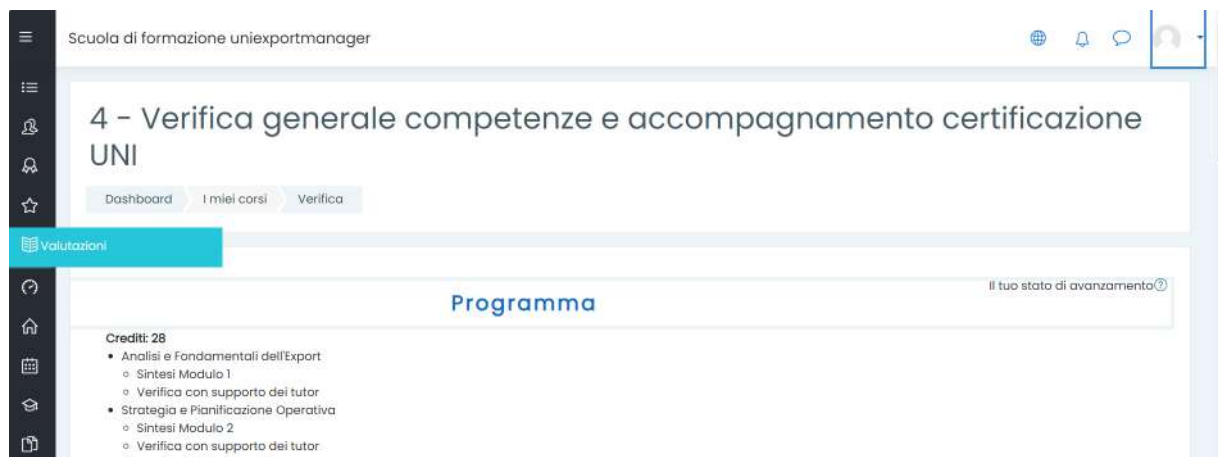 Scuola di formazione uniexportmanager
4 - Verifica generale competenze e accompagnamento certificazione
UNI
Dashboard I miei corsi Verifica
Valutazioni
Il tuo stato di avanzamento
Programma
Crediti: 28
• Analisi e Fondamentali dell'Export
◦ Sintesi Modulo 1
◦ Verifica con supporto dei tutor
• Strategia e Pianificazione Operativa
◦ Sintesi Modulo 2
◦ Verifica con supporto dei tutor